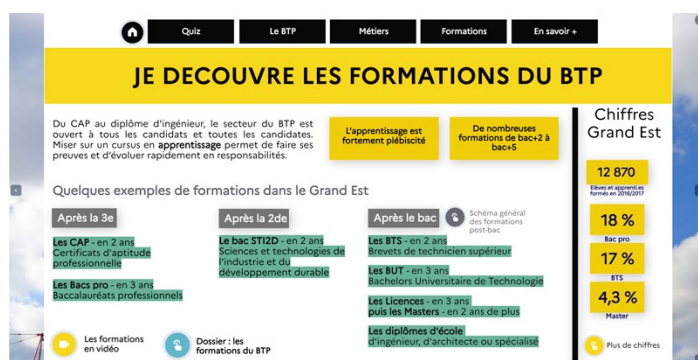 Quiz
Le BTP
Métiers
Formations
En savoir +
JE DECOUVRE LES FORMATIONS DU BTP
Du CAP au diplôme d'ingénieur, le secteur du BTP est
ouvert à tous les candidats et toutes les candidates.
Miser sur un cursus en apprentissage permet de faire ses
preuves et d'évoluer rapidement en responsabilités.
L'apprentissage est
fortement plébiscité
De nombreuses
formations de bac+2 à
bac+5
Quelques exemples de formations dans le Grand Est
Après la 3e
Les CAP - en 2 ans
Certificats d'aptitude
professionnelle
Les Bacs pro - en 3 ans
Baccalauréats professionnels
Après la 2de
Le bac STI2D - en 2 ans
Sciences et technologies de
l'industrie et du
développement durable
Après le bac
Schéma général
des formations
post-bac
Les BTS - en 2 ans
Brevets de technicien supérieur
Les BUT - en 3 ans
Bachelors Universitaire de Technologie
Les Licences - en 3 ans
puis les Masters - en 2 ans de plus
Les diplômes d'école
d'ingénieur, d'architecte ou spécialisé
Les formations
en vidéo
Dossier : les
formations du BTP
Chiffres
Grand Est
12 870
Elèves et apprenti.es
formés en 2016/2017
18 %
Bac pro
17 %
BTS
4,3 %
Master
Plus de chiffres